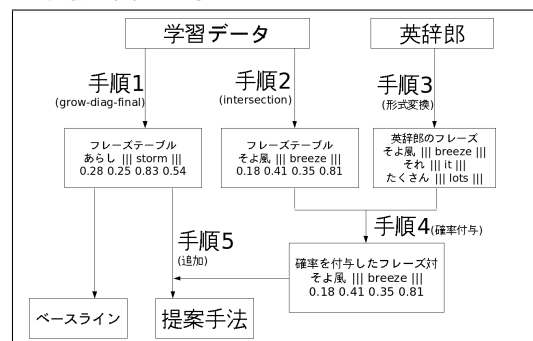 学習データ
英辞郎
手順1
(grow-diag-final)
手順2
(intersection)
手順3
(形式変換)
フレーズテーブル
あらし ||| storm |||
0.28 0.25 0.83 0.54
フレーズテーブル
そよ風 ||| breeze |||
0.18 0.41 0.35 0.81
英辞郎のフレーズ
そよ風 ||| breeze |||
それ ||| it |||
たくさん ||| lots |||
手順4(確率付与)
手順5
(追加)
確率を付与したフレーズ対
そよ風 ||| breeze |||
0.18 0.41 0.35 0.81
ベースライン
提案手法